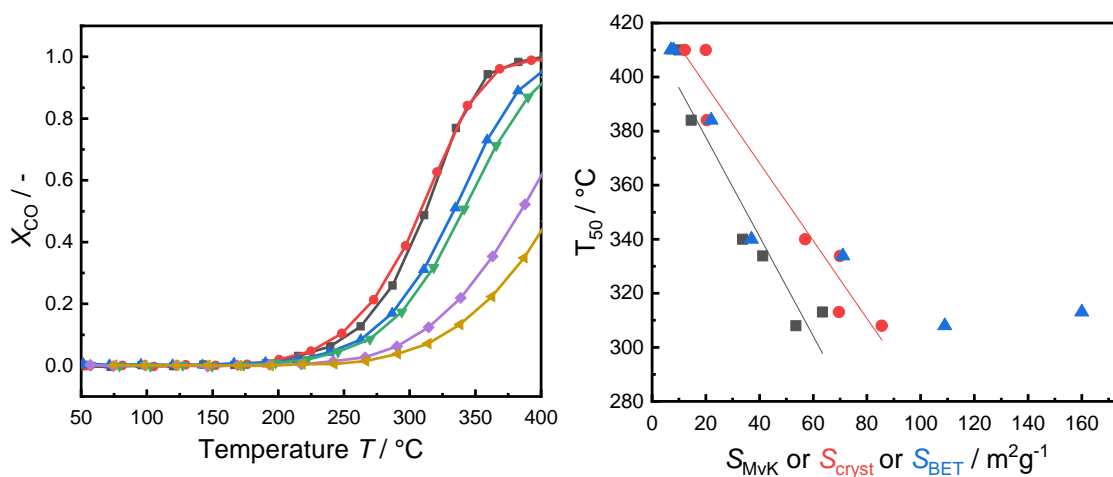 1.0
0.8
0.6
0.4
0.2
0.0
X_CO / -
50 100 150 200 250 300 350 400
Temperature T / °C
420
400
380
360
340
320
300
280
T_50 / °C
0 20 40 60 80 100 120 140 160
S_MvK or S_cryst or S_BET / m²g⁻¹